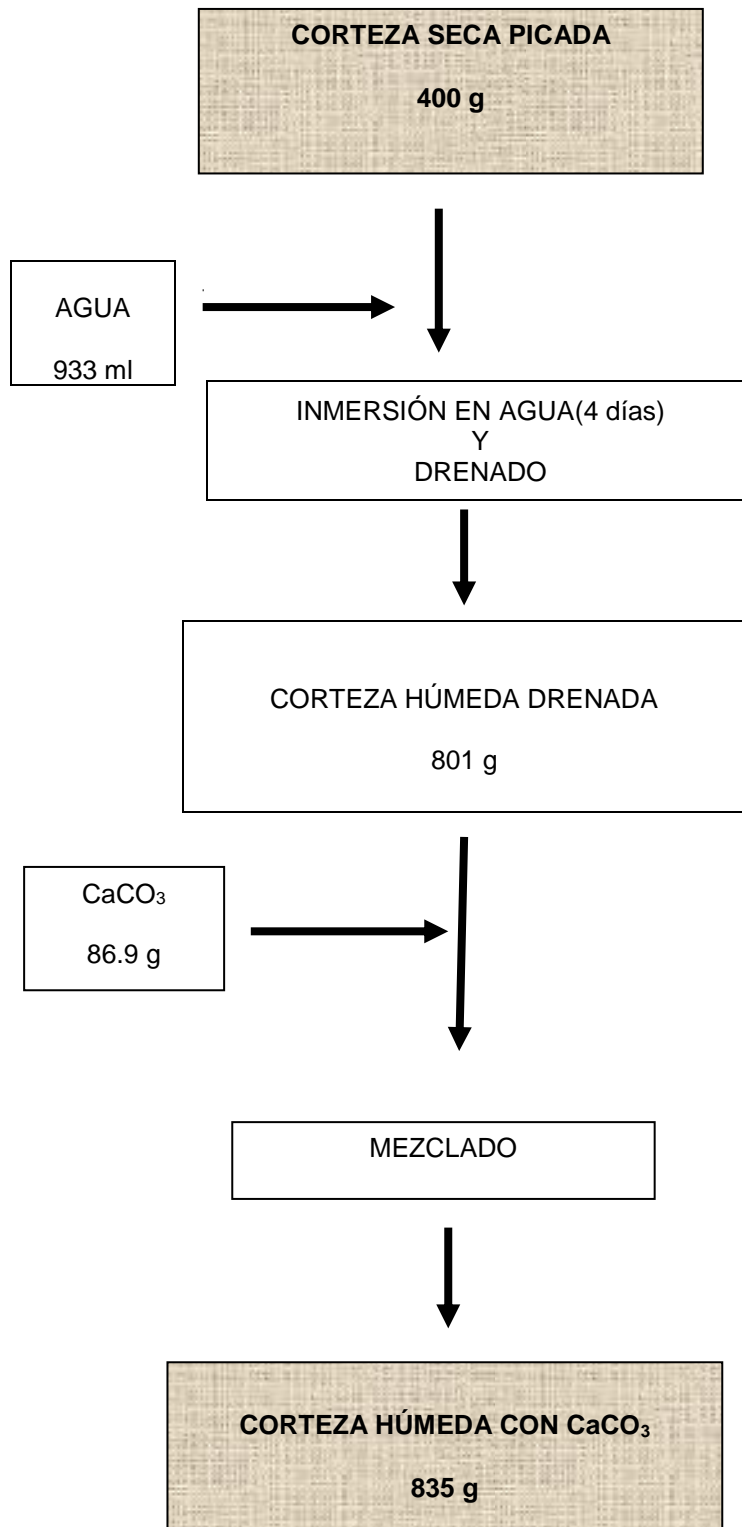 CORTEZA SECA PICADA
400 g
AGUA
933 ml
INMERSIÓN EN AGUA(4 días)
Y
DRENADO
CORTEZA HÚMEDA DRENADA
801 g
CaCO₃
86.9 g
MEZCLADO
CORTEZA HÚMEDA CON CaCO₃
835 g